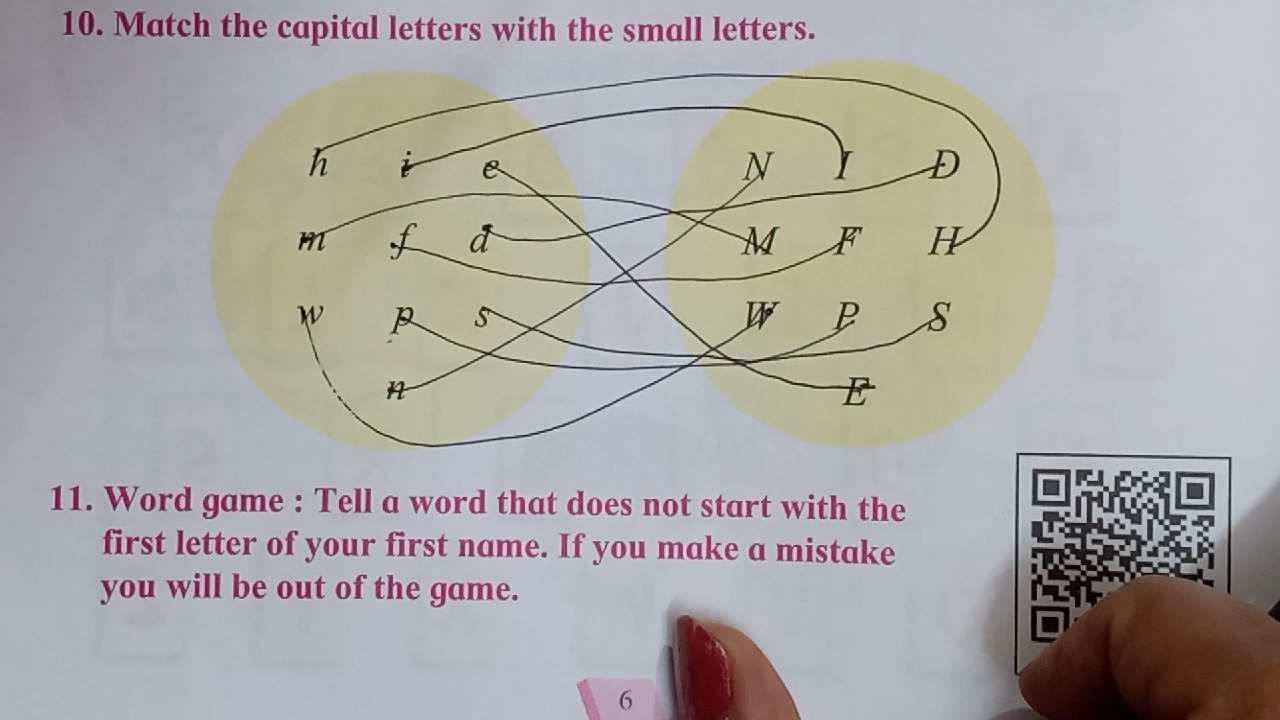 10. Match the capital letters with the small letters.
h i e N I D
m f d M F H
w p s W P S
n E
11. Word game : Tell a word that does not start with the
first letter of your first name. If you make a mistake
you will be out of the game.
6